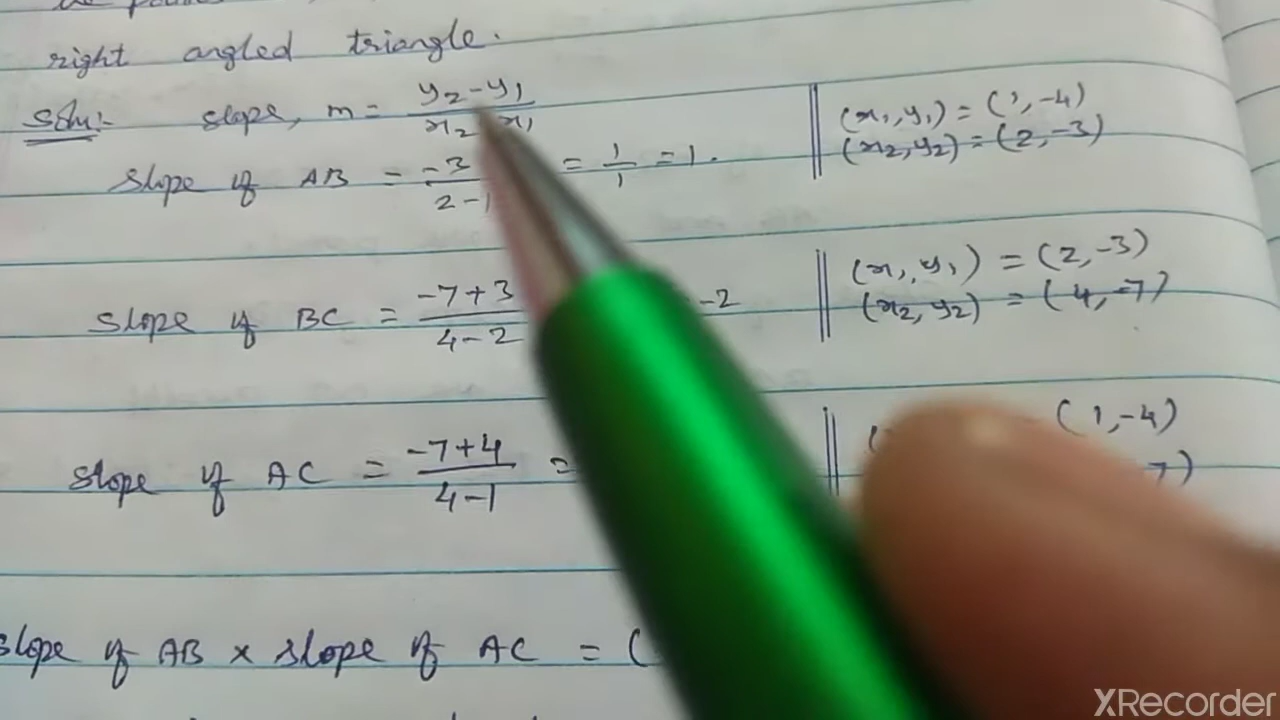 right angled triangle.
Soln:- slope, m = y₂-y₁ / x₂ x₁
(x₁,y₁) = (1,-4)
(x₂,y₂) = (2,-3)
Slope of AB = -3 / 2-1 = 1/1 = 1.
Slope of BC = -7+3 / 4-2 -2
(x₁, y₁) = (2,-3)
(x₂, y₂) = (4,-7)
Slope of AC = -7+4 / 4-1 =
(1,-4)
7)
Slope of AB × Slope of AC = (
XRecorder